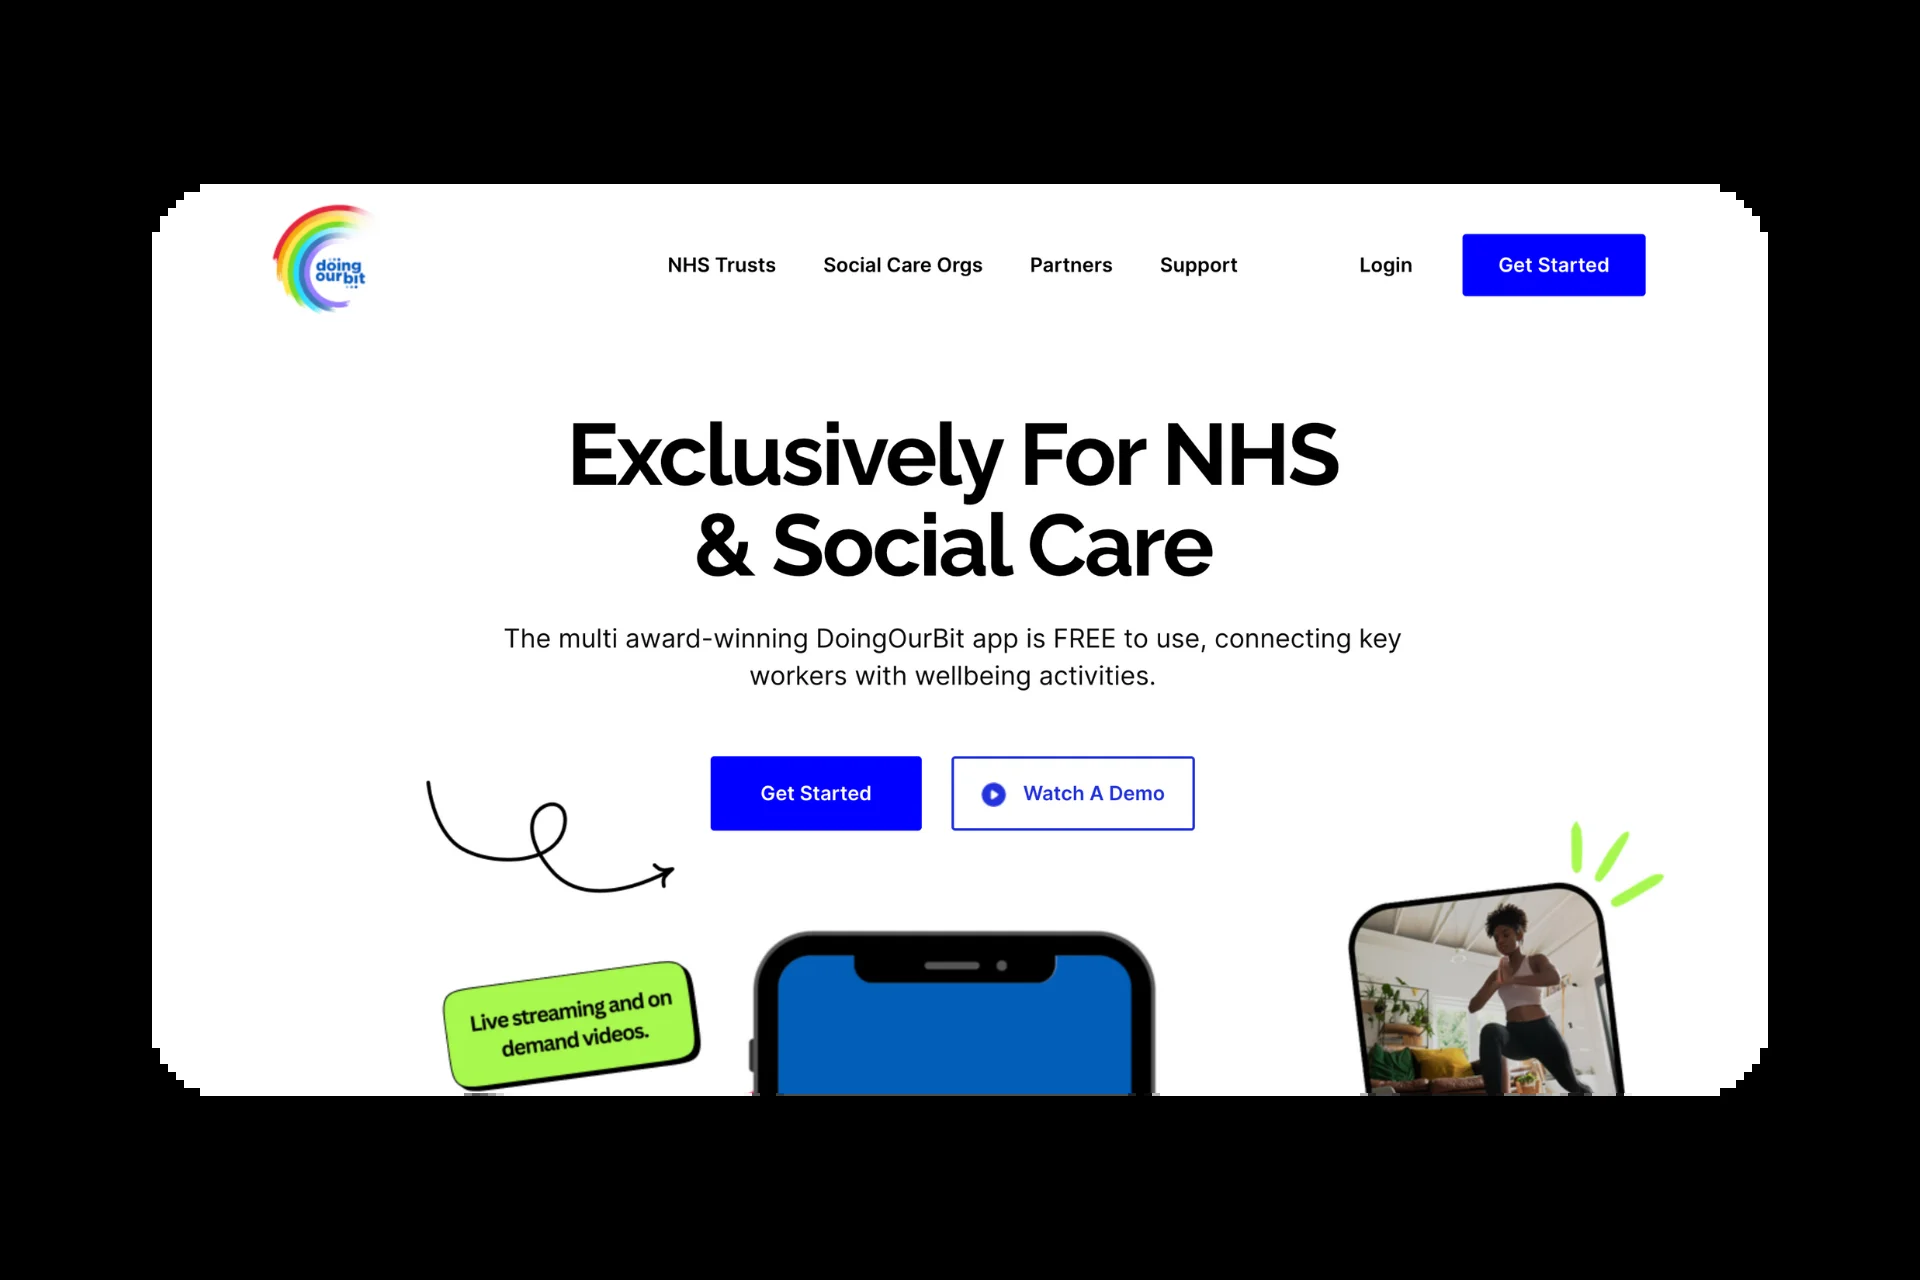 doing
ourbit
NHS Trusts
Social Care Orgs
Partners
Support
Login
Get Started
Exclusively For NHS
& Social Care
The multi award-winning DoingOurBit app is FREE to use, connecting key
workers with wellbeing activities.
Get Started
Watch A Demo
Live streaming and on
demand videos.